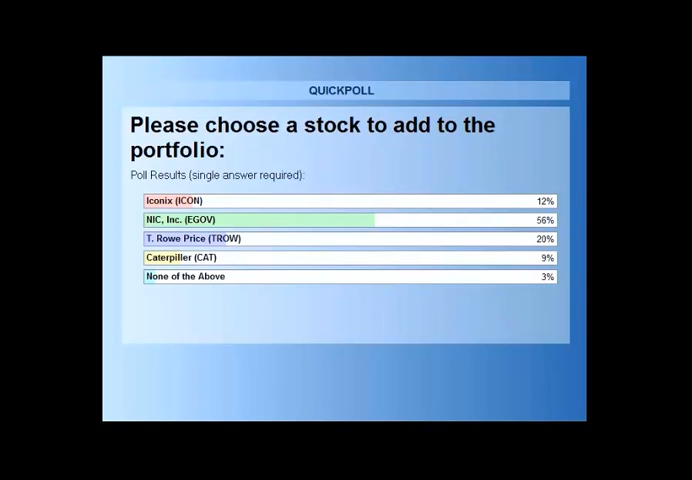 QUICKPOLL
Please choose a stock to add to the
portfolio:
Poll Results (single answer required):
Iconix (ICON) 12%
NIC, Inc. (EGOV) 56%
T. Rowe Price (TROW) 20%
Caterpiller (CAT) 9%
None of the Above 3%